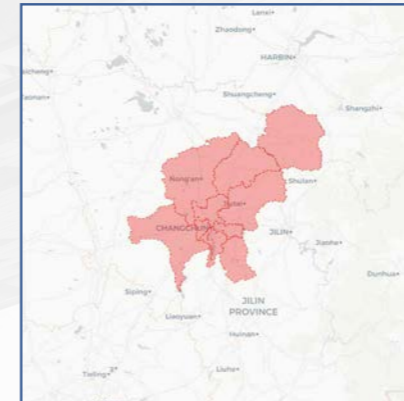 Lanxi
Zhaodong
HARBIN
Shuangcheng
Shangzhi
Nong'an
Shulan
CHANGCHUN
JILIN
Jiaohe
Dunhua
Siping
JILIN
PROVINCE
Liaoyuan
Huinan
Tieling
Liuhe